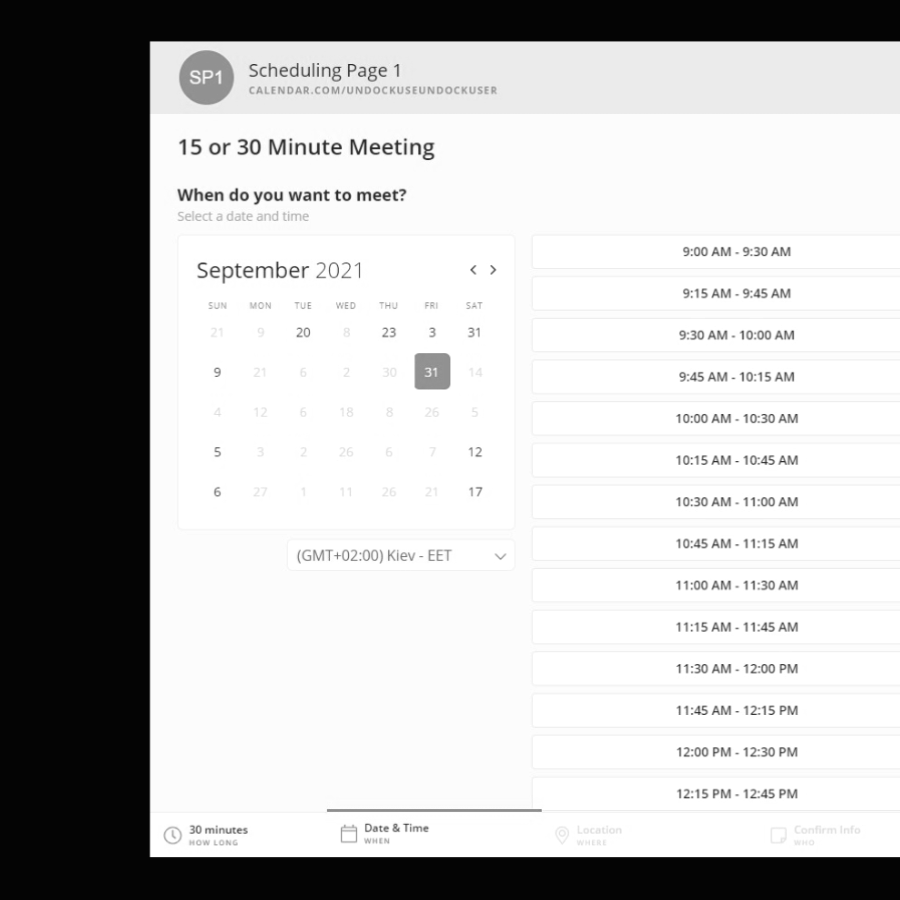 SP1
Scheduling Page 1
CALENDAR.COM/UNDOCKUSEUNDOCKUSER
15 or 30 Minute Meeting
When do you want to meet?
Select a date and time
September 2021
< >
SUN MON TUE WED THU FRI SAT
21 9 20 8 23 3 31
9 21 6 2 30 31 14
4 12 6 18 8 26 5
5 3 2 26 6 7 12
6 27 1 11 26 21 17
(GMT+02:00) Kiev - EET
9:00 AM - 9:30 AM
9:15 AM - 9:45 AM
9:30 AM - 10:00 AM
9:45 AM - 10:15 AM
10:00 AM - 10:30 AM
10:15 AM - 10:45 AM
10:30 AM - 11:00 AM
10:45 AM - 11:15 AM
11:00 AM - 11:30 AM
11:15 AM - 11:45 AM
11:30 AM - 12:00 PM
11:45 AM - 12:15 PM
12:00 PM - 12:30 PM
12:15 PM - 12:45 PM
30 minutes
HOW LONG
Date & Time
WHEN
Location
WHERE
Confirm Info
WHO